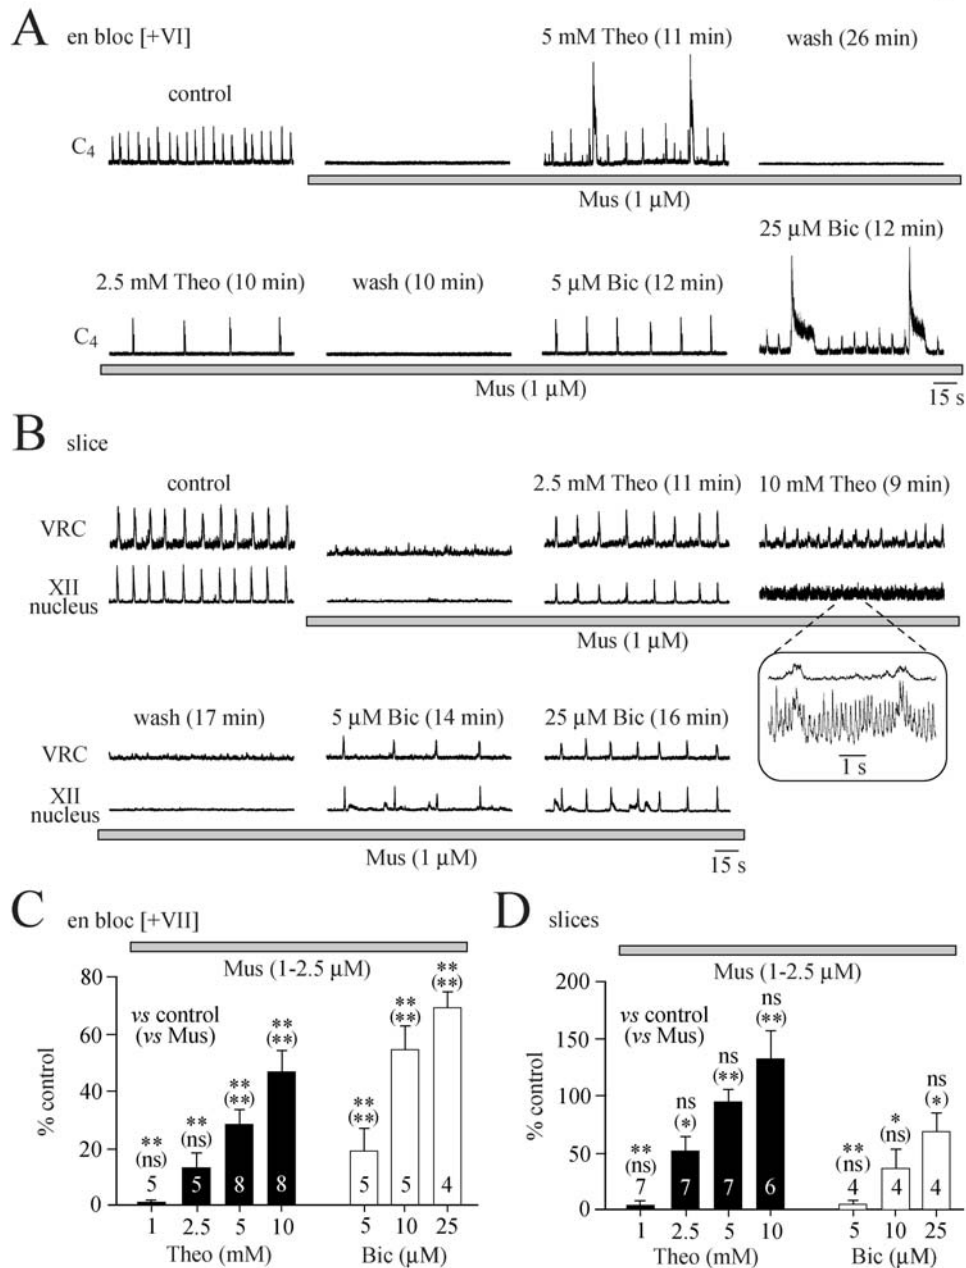 A en bloc [+VI]
5 mM Theo (11 min)
wash (26 min)
control
C4
Mus (1 µM)
25 µM Bic (12 min)
2.5 mM Theo (10 min)
wash (10 min)
5 µM Bic (12 min)
C4
Mus (1 µM)
15 s
B slice
control
2.5 mM Theo (11 min)
10 mM Theo (9 min)
VRC
XII
nucleus
Mus (1 µM)
1 s
wash (17 min)
5 µM Bic (14 min)
25 µM Bic (16 min)
VRC
XII
nucleus
Mus (1 µM)
15 s
C en bloc [+VII]
Mus (1-2.5 µM)
vs control
(vs Mus)
% control
80
60
40
20
0
**
(ns)
5
**
(ns)
5
**
(**)
8
**
(**)
8
**
(**)
5
**
(**)
5
**
(**)
4
1 2.5 5 10
Theo (mM)
5 10 25
Bic (µM)
D slices
Mus (1-2.5 µM)
vs control
(vs Mus)
% control
200
150
100
50
0
**
(ns)
7
ns
(*)
7
ns
(**)
7
ns
(**)
6
**
(ns)
4
*
(ns)
4
ns
(*)
4
1 2.5 5 10
Theo (mM)
5 10 25
Bic (µM)